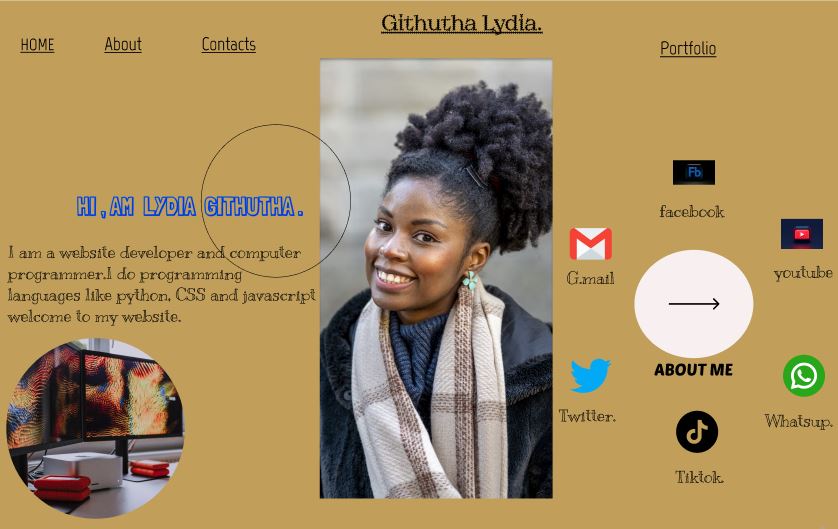 Githutha Lydia.
HOME
About
Contacts
Portfolio
HI,AM LYDIA GITHUTHA.
I am a website developer and computer
programmer.I do programming
languages like python, CSS and javascript
welcome to my website.
Fb
facebook
G.mail
youtube
ABOUT ME
Twitter.
Whatsup.
Tiktok.